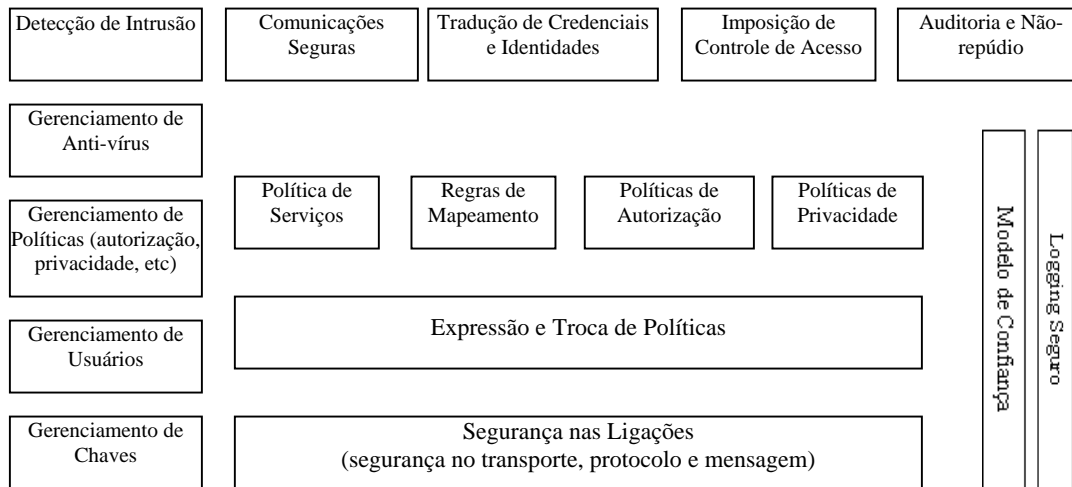 Detecção de Intrusão
Comunicações
Seguras
Tradução de Credenciais
e Identidades
Imposição de
Controle de Acesso
Auditoria e Não-
repúdio
Gerenciamento de
Anti-vírus
Gerenciamento de
Políticas (autorização,
privacidade, etc)
Gerenciamento de
Usuários
Gerenciamento de
Chaves
Política de
Serviços
Regras de
Mapeamento
Políticas de
Autorização
Políticas de
Privacidade
Expressão e Troca de Políticas
Segurança nas Ligações
(segurança no transporte, protocolo e mensagem)
Modelo de Confiança
Logging Seguro